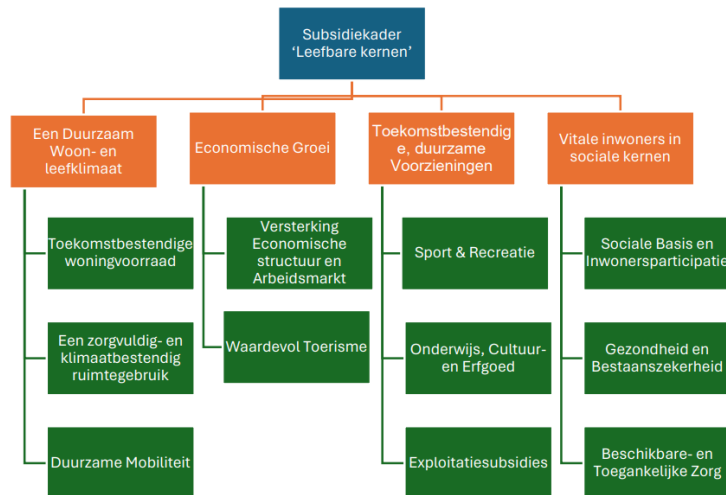 Subsidiekader
‘Leefbare kernen’
Een Duurzaam
Woon- en
leefklimaat
Economische Groei
Toekomstbestendig
e, duurzame
Voorzieningen
Vitale inwoners in
sociale kernen
Toekomstbestendige
woningvoorraad
Versterking
Economische
structuur en
Arbeidsmarkt
Sport & Recreatie
Sociale Basis en
Inwonersparticipatie
Een zorgvuldig- en
klimaatbestendig
ruimtegebruik
Waardevol Toerisme
Onderwijs, Cultuur-
en Erfgoed
Gezondheid en
Bestaanszekerheid
Duurzame Mobiliteit
Exploitatiesubsidies
Beschikbare- en
Toegankelijke Zorg